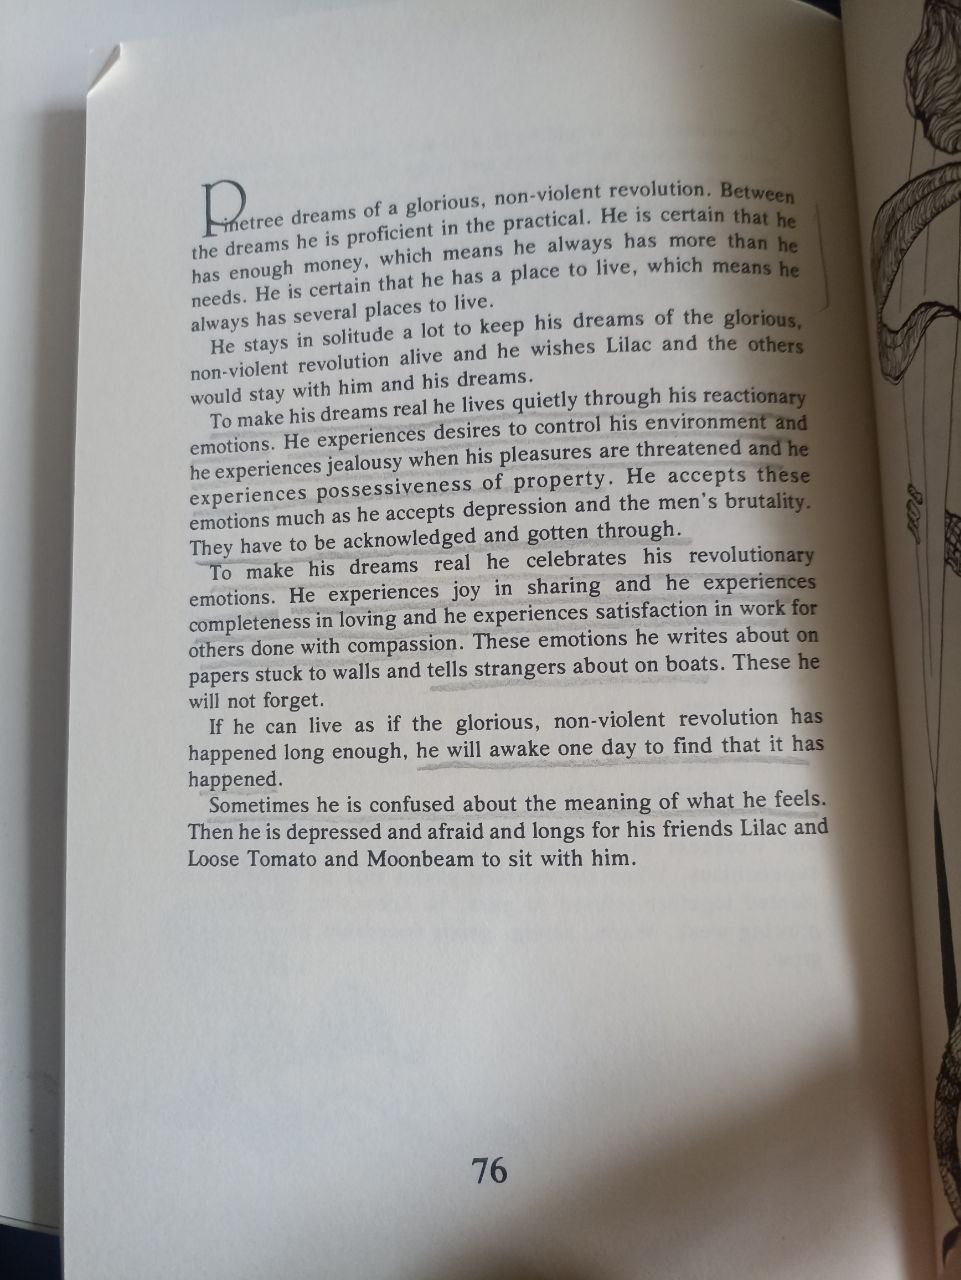 Pinetree dreams of a glorious, non-violent revolution. Between
the dreams he is proficient in the practical. He is certain that he
has enough money, which means he always has more than he
needs. He is certain that he has a place to live, which means he
always has several places to live.
He stays in solitude a lot to keep his dreams of the glorious,
non-violent revolution alive and he wishes Lilac and the others
would stay with him and his dreams.
To make his dreams real he lives quietly through his reactionary
emotions. He experiences desires to control his environment and
he experiences jealousy when his pleasures are threatened and he
experiences possessiveness of property. He accepts these
emotions much as he accepts depression and the men's brutality.
They have to be acknowledged and gotten through.
To make his dreams real he celebrates his revolutionary
emotions. He experiences joy in sharing and he experiences
completeness in loving and he experiences satisfaction in work for
others done with compassion. These emotions he writes about on
papers stuck to walls and tells strangers about on boats. These he
will not forget.
If he can live as if the glorious, non-violent revolution has
happened long enough, he will awake one day to find that it has
happened.
Sometimes he is confused about the meaning of what he feels.
Then he is depressed and afraid and longs for his friends Lilac and
Loose Tomato and Moonbeam to sit with him.
76